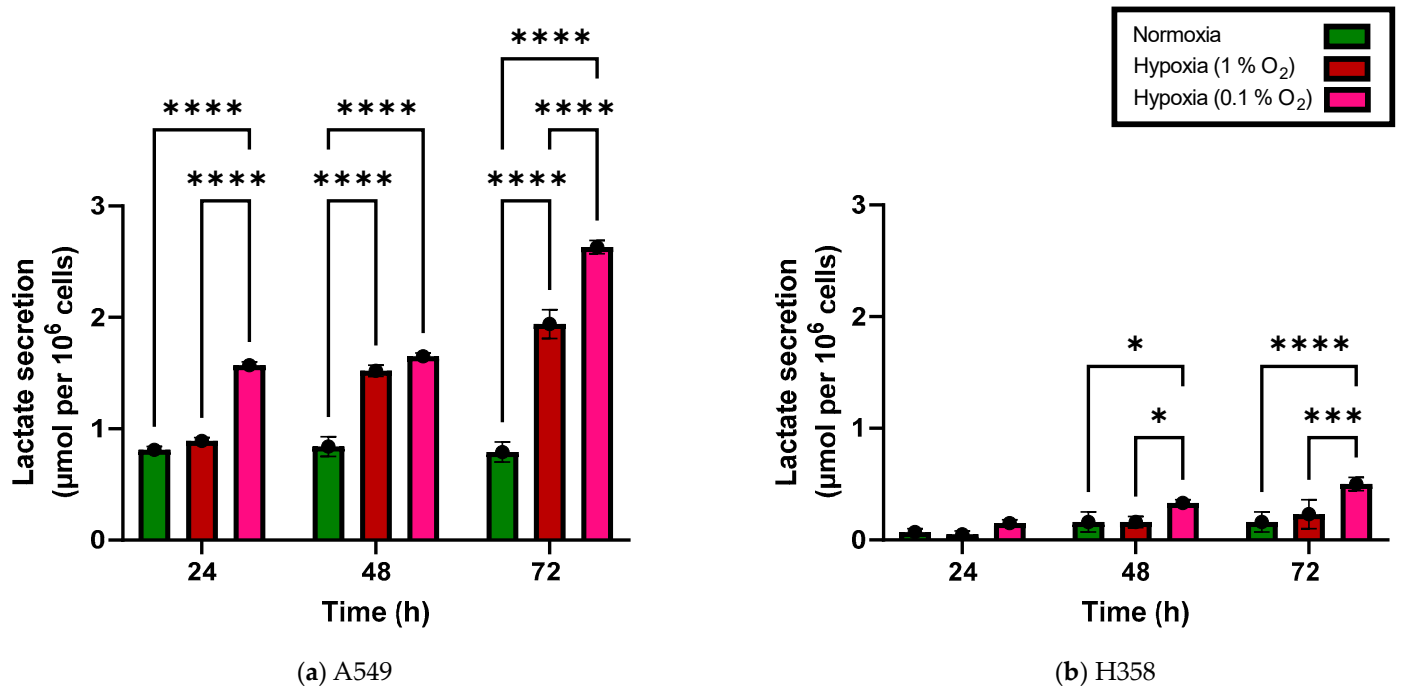 Normoxia
Hypoxia (1 % O2)
Hypoxia (0.1 % O2)
****
**** ****
****
**** **** ****
****
3
2
1
0
Lactate secretion
(µmol per 10^6 cells)
24 48 72
Time (h)
(a) A549
* ****
* ***
3
2
1
0
Lactate secretion
(µmol per 10^6 cells)
24 48 72
Time (h)
(b) H358